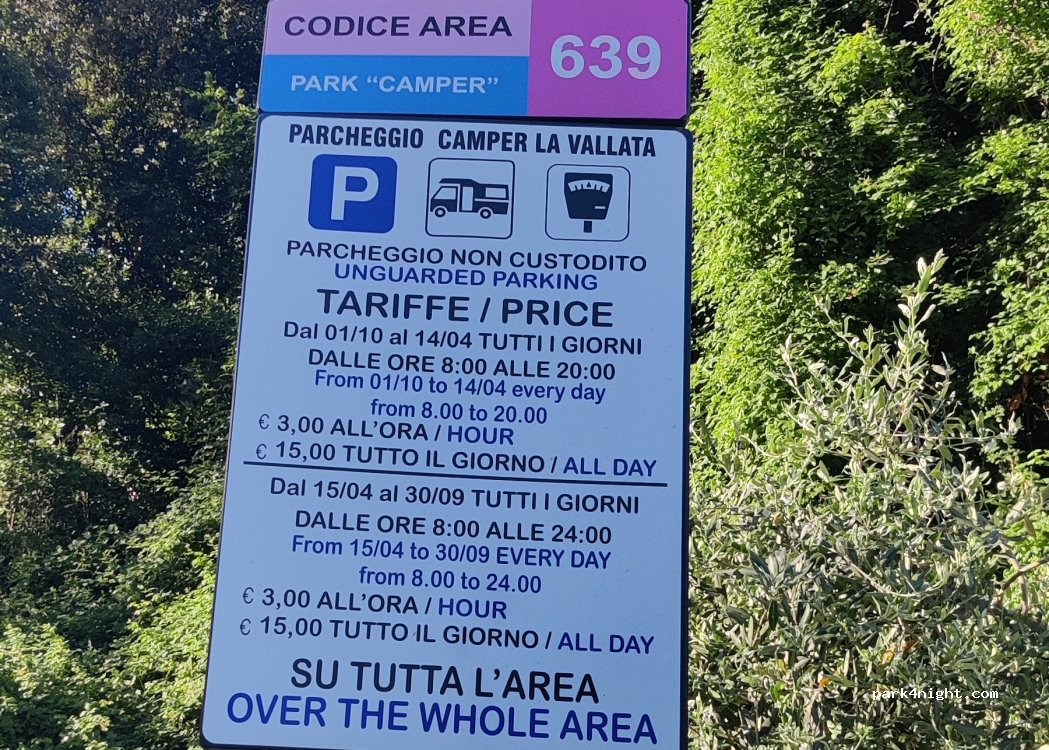 CODICE AREA
639
PARK “CAMPER”
PARCHEGGIO CAMPER LA VALLATA
P
PARCHEGGIO NON CUSTODITO
UNGUARDED PARKING
TARIFFE / PRICE
Dal 01/10 al 14/04 TUTTI I GIORNI
DALLE ORE 8:00 ALLE 20:00
From 01/10 to 14/04 every day
from 8.00 to 20.00
€ 3,00 ALL’ORA / HOUR
€ 15,00 TUTTO IL GIORNO / ALL DAY
Dal 15/04 al 30/09 TUTTI I GIORNI
DALLE ORE 8:00 ALLE 24:00
From 15/04 to 30/09 EVERY DAY
from 8.00 to 24.00
€ 3,00 ALL’ORA / HOUR
€ 15,00 TUTTO IL GIORNO / ALL DAY
SU TUTTA L’AREA
OVER THE WHOLE AREA
park4night.com